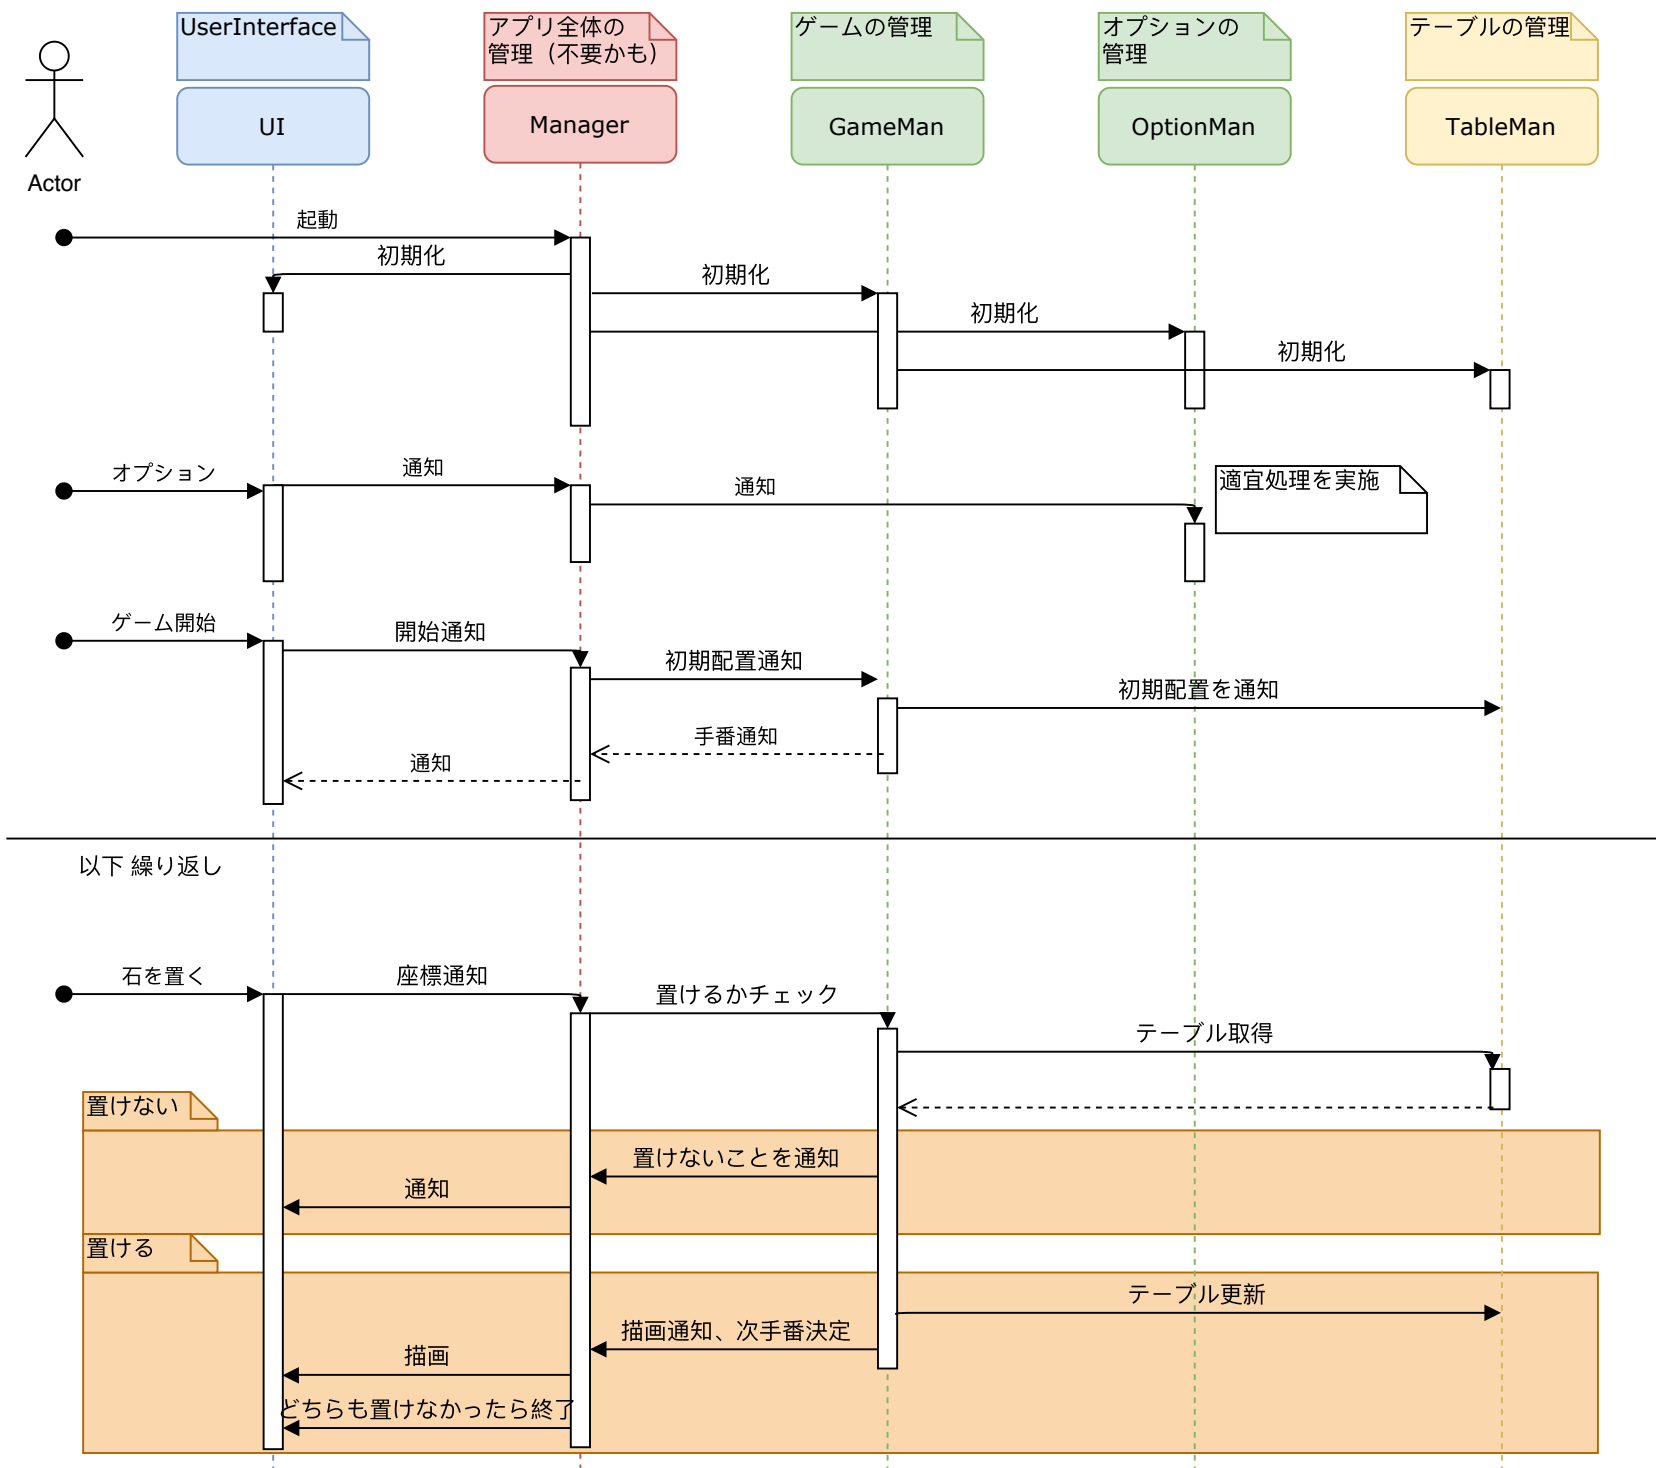 UserInterface
アプリ全体の
管理（不要かも）
ゲームの管理
オプションの
管理
テーブルの管理
UI
Manager
GameMan
OptionMan
TableMan
Actor
起動
初期化
初期化
初期化
初期化
オプション
通知
通知
適宜処理を実施
ゲーム開始
開始通知
初期配置通知
初期配置を通知
手番通知
通知
以下 繰り返し
石を置く
座標通知
置けるかチェック
テーブル取得
置けない
置けないことを通知
通知
置ける
テーブル更新
描画通知、次手番決定
描画
どちらも置けなかったら終了